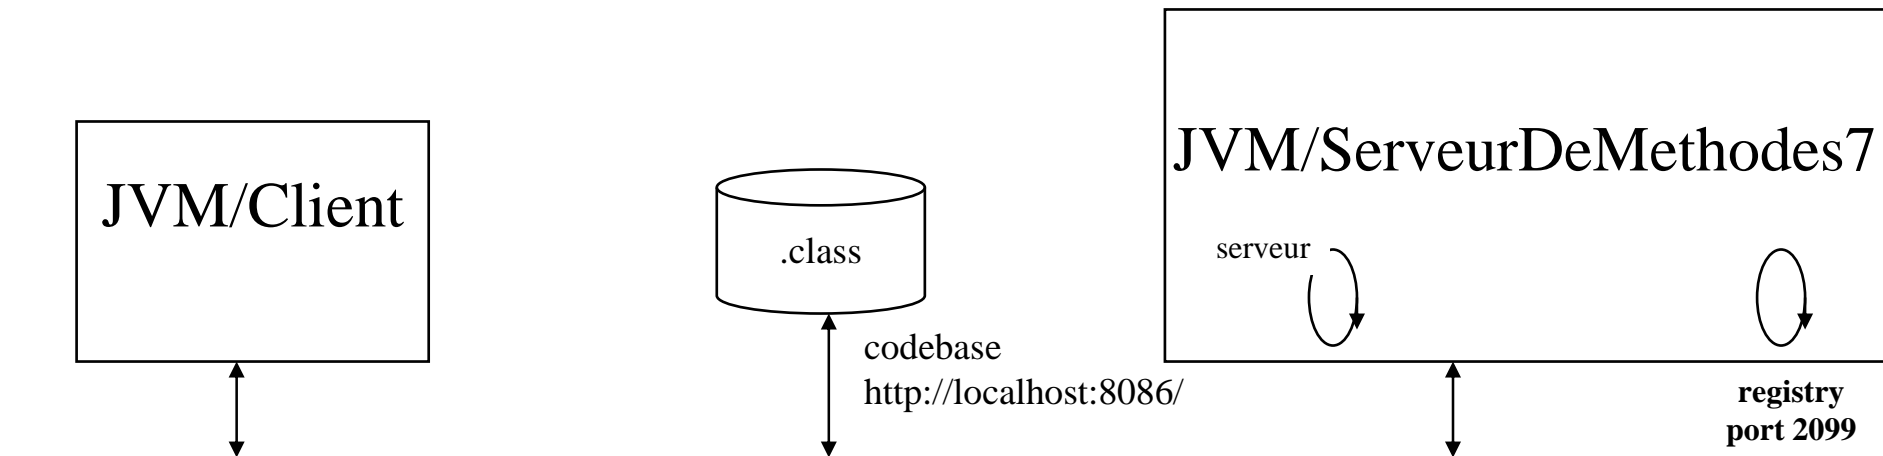 JVM/Client
.class
codebase
http://localhost:8086/
JVM/ServeurDeMethodes7
serveur
registry
port 2099